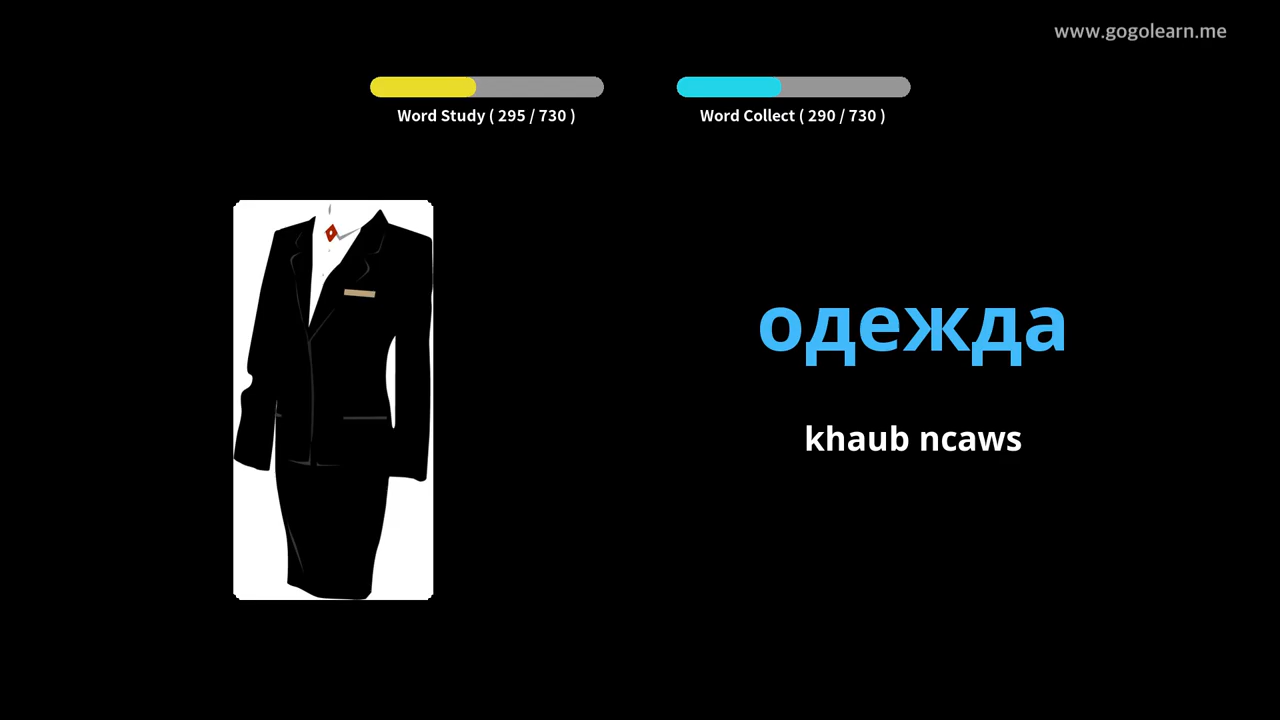 www.gogolearn.me
Word Study ( 295 / 730 )
Word Collect ( 290 / 730 )
одежда
khaub ncaws